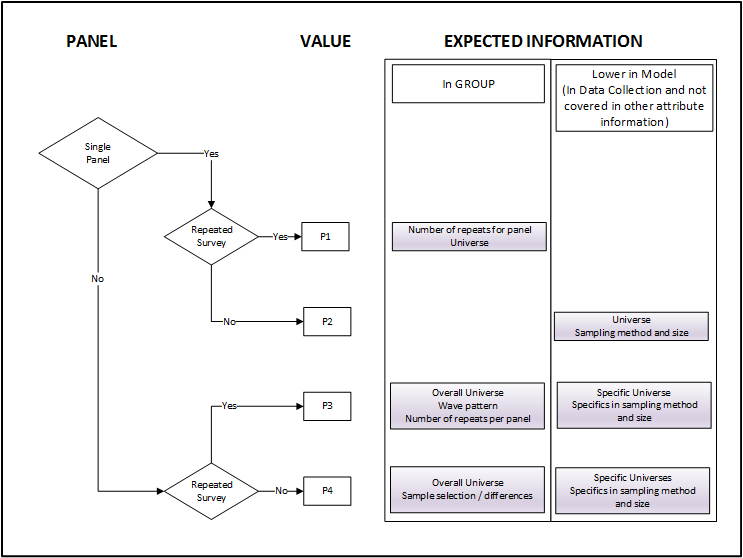 PANEL
VALUE
EXPECTED INFORMATION
In GROUP
Lower in Model
(In Data Collection and not
covered in other attribute
information)
Single
Panel
Yes
Repeated
Survey
Yes
P1
Number of repeats for panel
Universe
No
No
P2
Universe
Sampling method and size
Yes
P3
Overall Universe
Wave pattern
Number of repeats per panel
Specific Universe
Specifics in sampling method
and size
Repeated
Survey
No
P4
Overall Universe
Sample selection / differences
Specific Universes
Specifics in sampling method
and size